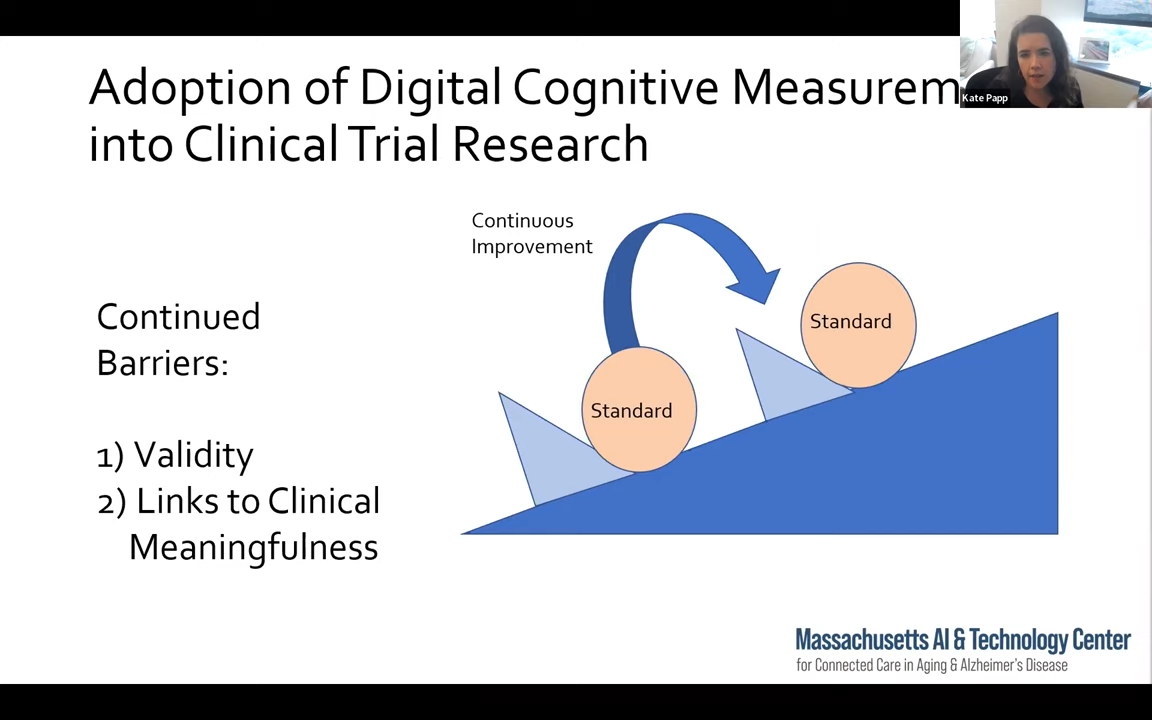 Adoption of Digital Cognitive Measurem
into Clinical Trial Research
Kate Papp
Continuous
Improvement
Continued
Barriers:
Standard
Standard
1) Validity
2) Links to Clinical
Meaningfulness
Massachusetts AI & Technology Center
for Connected Care in Aging & Alzheimer's Disease